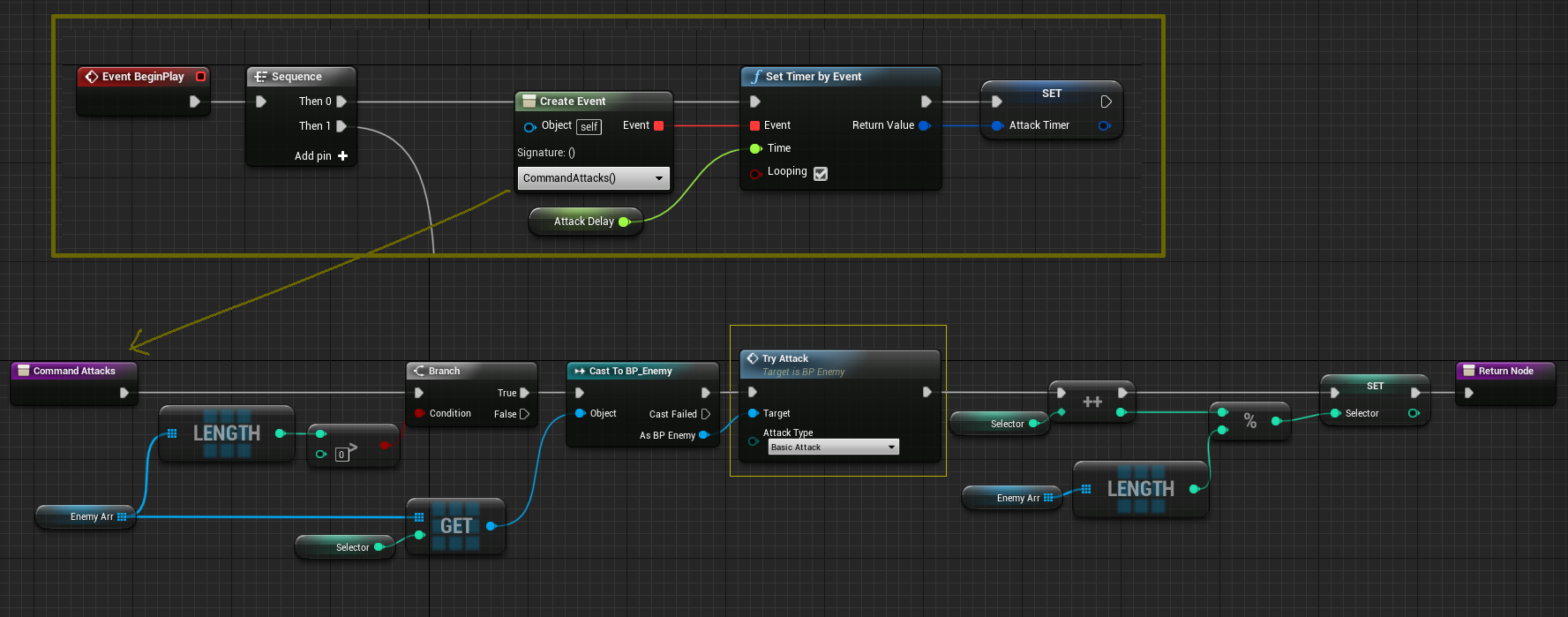 Event BeginPlay
Sequence
Then 0
Then 1
Add pin
Create Event
Object self Event
Signature: ()
CommandAttacks()
Attack Delay
f Set Timer by Event
Event Return Value
Time
Looping
SET
Attack Timer
Command Attacks
LENGTH
> 0
Enemy Arr
Selector
GET
Branch
True
Condition False
Cast To BP_Enemy
Object Cast Failed
As BP Enemy
Try Attack
Target is BP Enemy
Target
Attack Type
Basic Attack
Selector
++
Enemy Arr
LENGTH
%
SET
Selector
Return Node